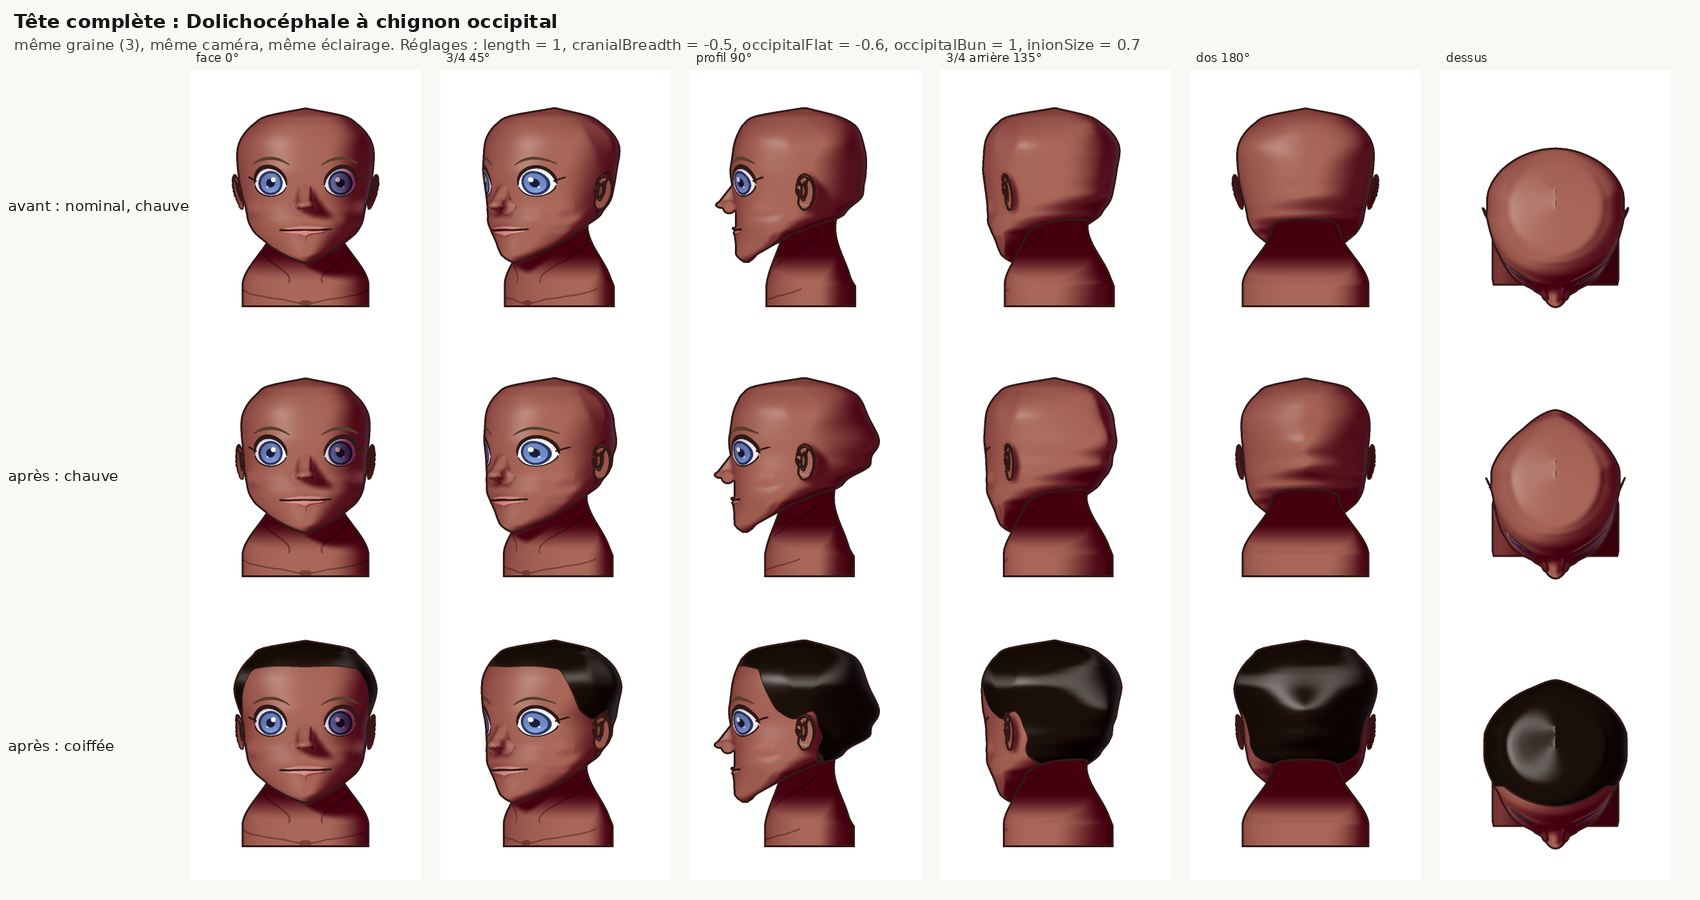 Tête complète : Dolichocéphale à chignon occipital
même graine (3), même caméra, même éclairage. Réglages : length = 1, cranialBreadth = -0.5, occipitalFlat = -0.6, occipitalBun = 1, inionSize = 0.7
face 0° 3/4 45° profil 90° 3/4 arrière 135° dos 180° dessus
avant : nominal, chauve
après : chauve
après : coiffée